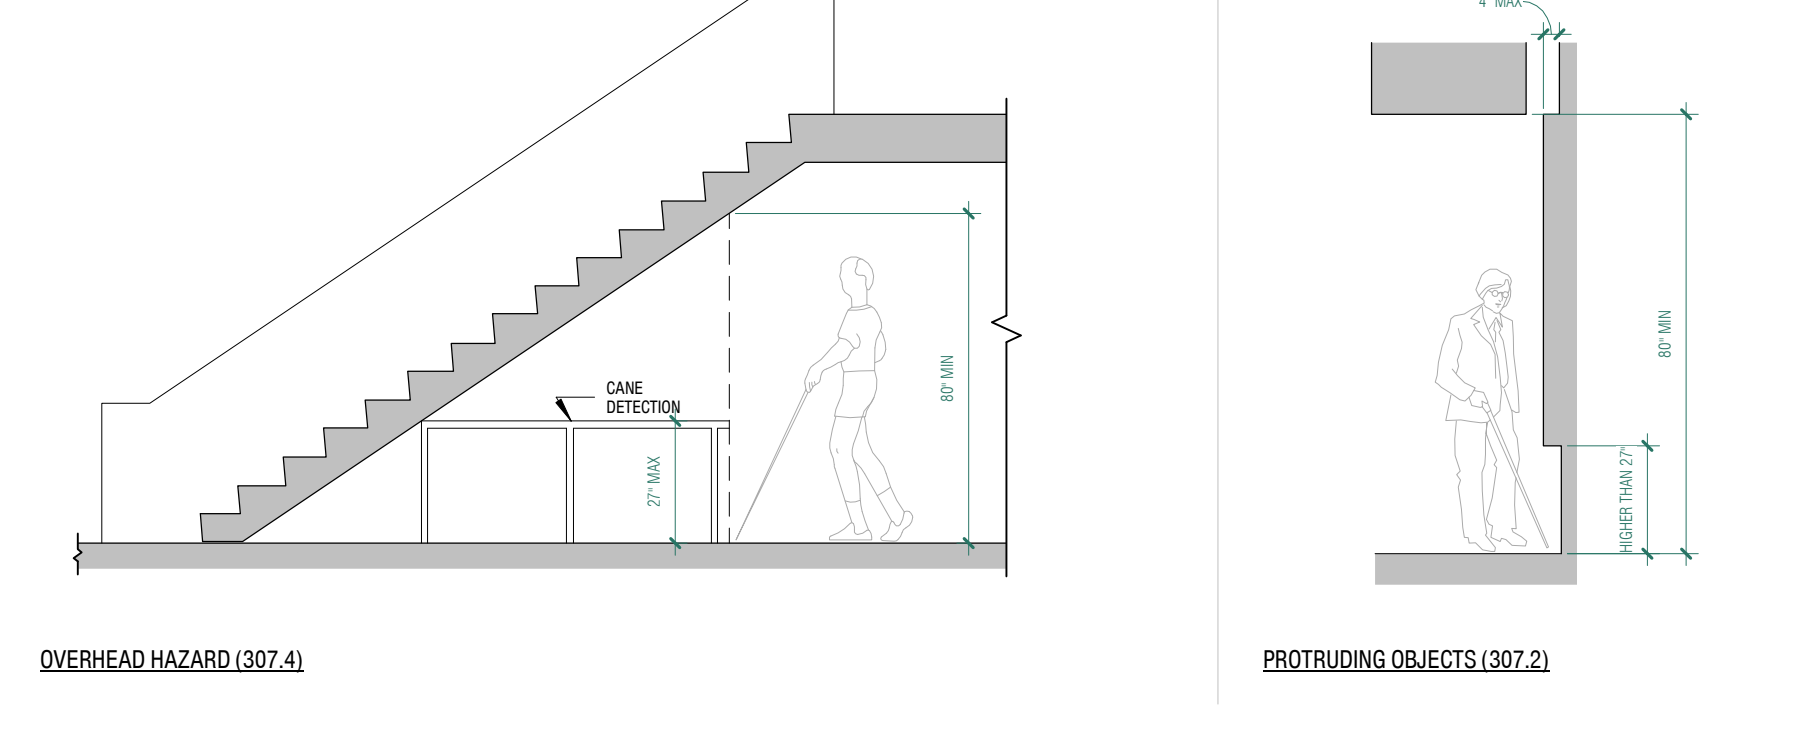 CANE
DETECTION
27" MAX
80" MIN
OVERHEAD HAZARD (307.4)
4" MAX
80" MIN
HIGHER THAN 27"
PROTRUDING OBJECTS (307.2)